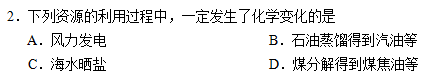 2．下列资源的利用过程中，一定发生了化学变化的是
A．风力发电 B．石油蒸馏得到汽油等
C．海水晒盐 D．煤分解得到煤焦油等